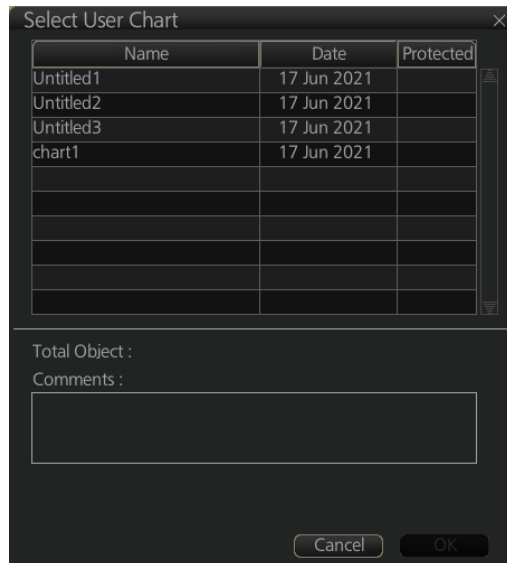 Select User Chart
Name Date Protected
Untitled1 17 Jun 2021
Untitled2 17 Jun 2021
Untitled3 17 Jun 2021
chart1 17 Jun 2021
Total Object :
Comments :
Cancel OK